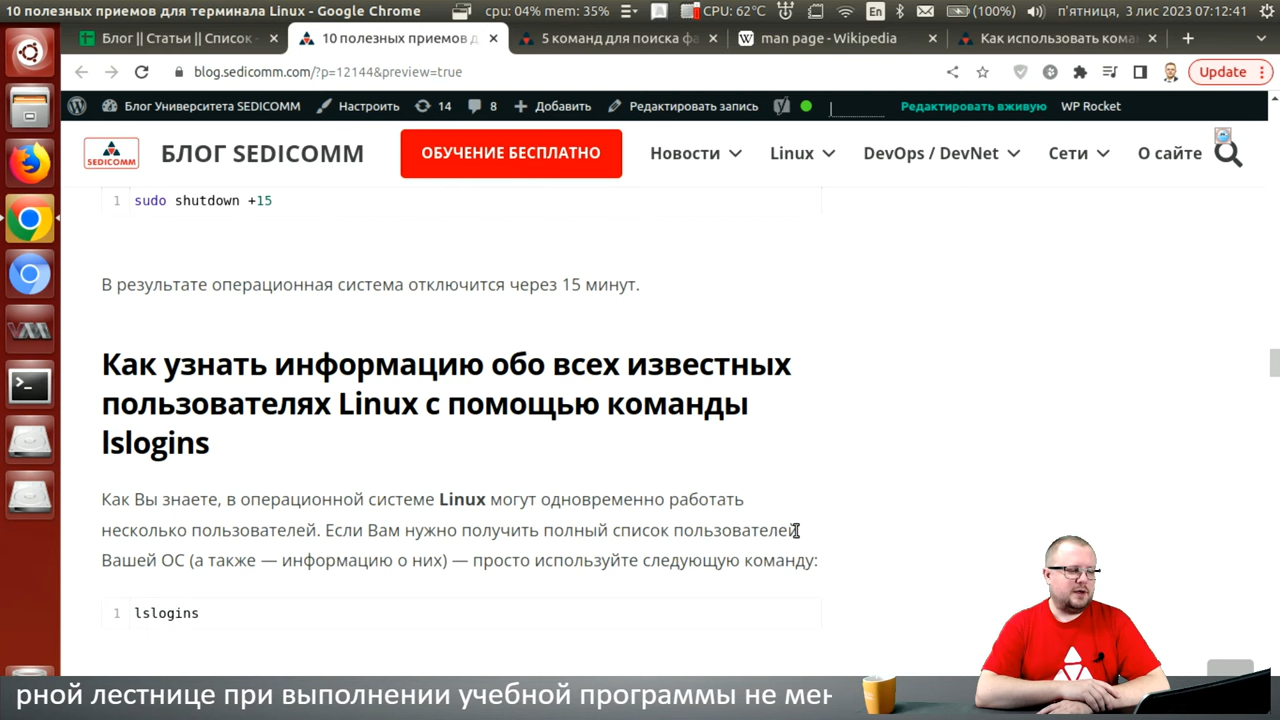 10 полезных приемов для терминала Linux - Google Chrome
cpu: 04% mem: 35%
CPU: 62°C
En
(100%)
п'ятниця, 3 лис 2023 07:12:41
Блог || Статьи || Список -
10 полезных приемов д
5 команд для поиска фа
man page - Wikipedia
Как использовать кома
blog.sedicomm.com/?p=12144&preview=true
Update
Блог Университета SEDICOMM
Настроить
14
8
Добавить
Редактировать запись
Редактировать вживую
WP Rocket
SEDICOMM
БЛОГ SEDICOMM
ОБУЧЕНИЕ БЕСПЛАТНО
Новости
Linux
DevOps / DevNet
Сети
О сайте
1 sudo shutdown +15
В результате операционная система отключится через 15 минут.
Как узнать информацию обо всех известных
пользователях Linux с помощью команды
lslogins
Как Вы знаете, в операционной системе Linux могут одновременно работать
несколько пользователей. Если Вам нужно получить полный список пользователей
Вашей ОС (а также — информацию о них) — просто используйте следующую команду:
1 lslogins
рной лестнице при выполнении учебной программы не мен